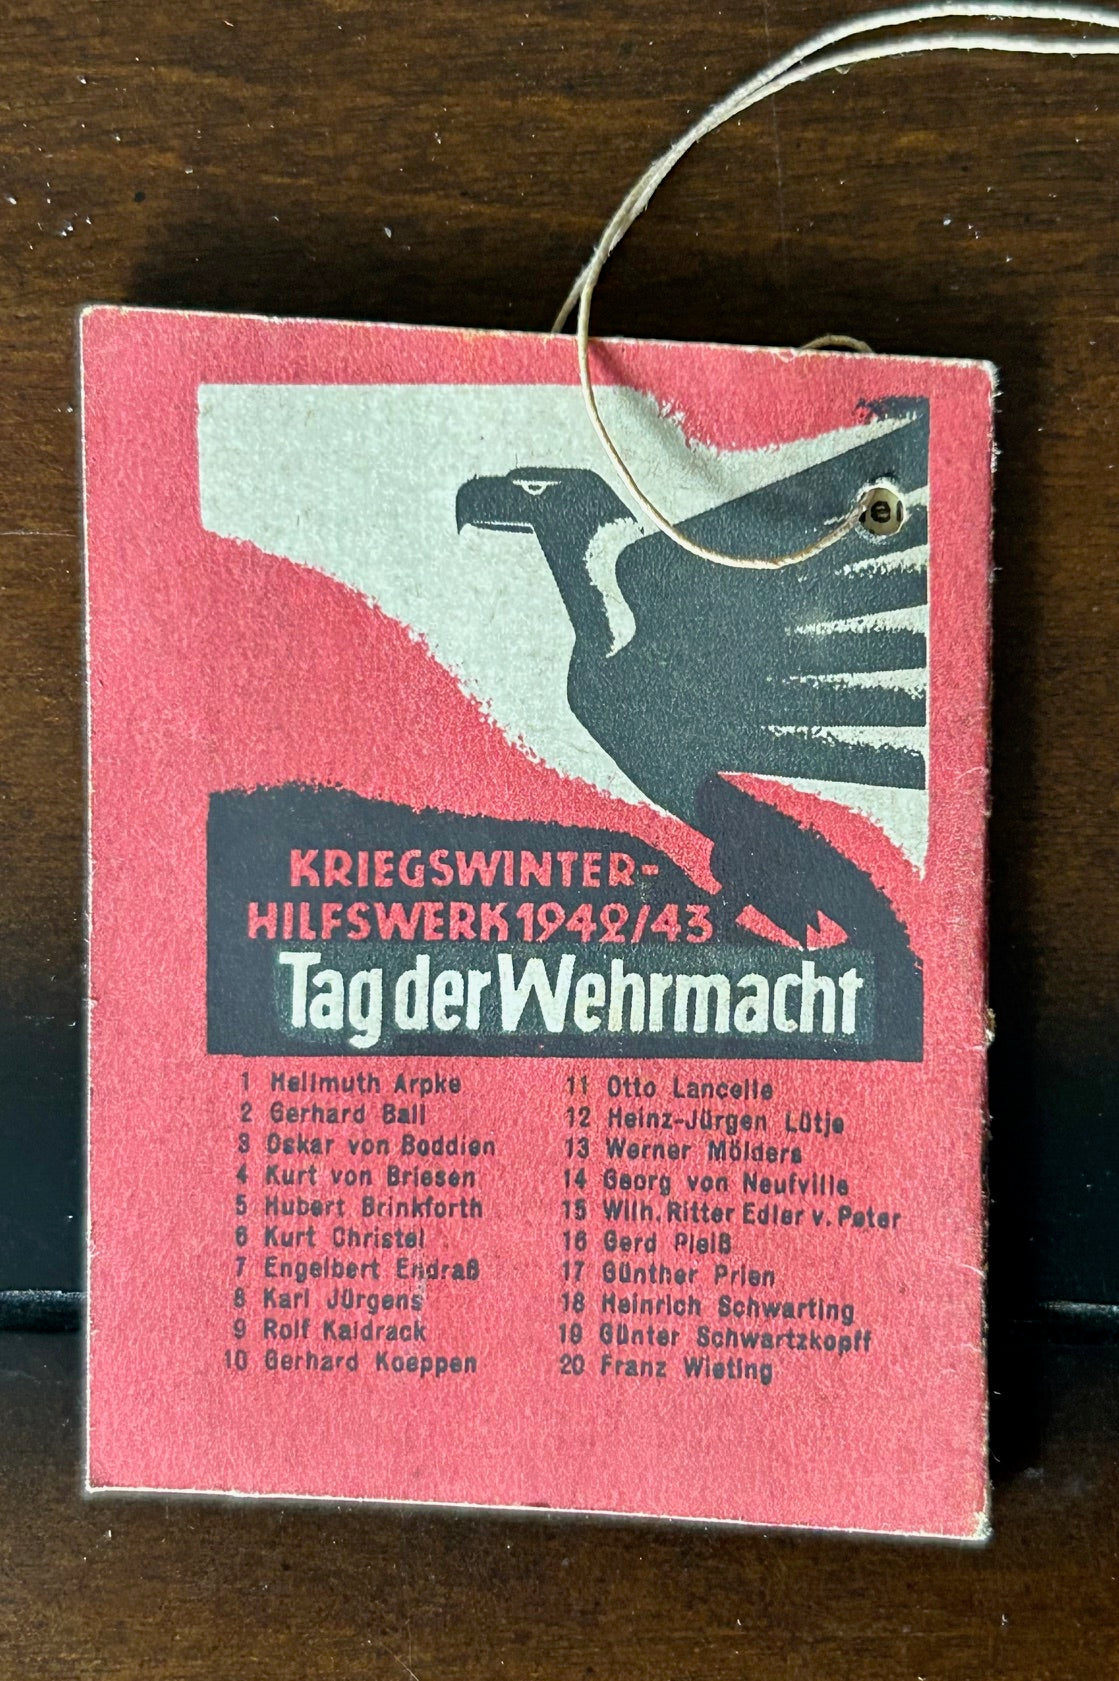 el
KRIEGSWINTER-
HILFSWERK 1942/43
Tag der Wehrmacht
1 Hellmuth Arpke
2 Gerhard Ball
3 Oskar von Boddien
4 Kurt von Briesen
5 Hubert Brinkforth
6 Kurt Christel
7 Engelbert Endraß
8 Karl Jürgens
9 Rolf Kaldrack
10 Gerhard Koeppen
11 Otto Lancelle
12 Heinz-Jürgen Lütje
13 Werner Mölders
14 Georg von Neufville
15 Wilh. Ritter Edler v. Peter
16 Gerd Pleiß
17 Günther Prien
18 Heinrich Schwarting
19 Günter Schwartzkopff
20 Franz Wieting